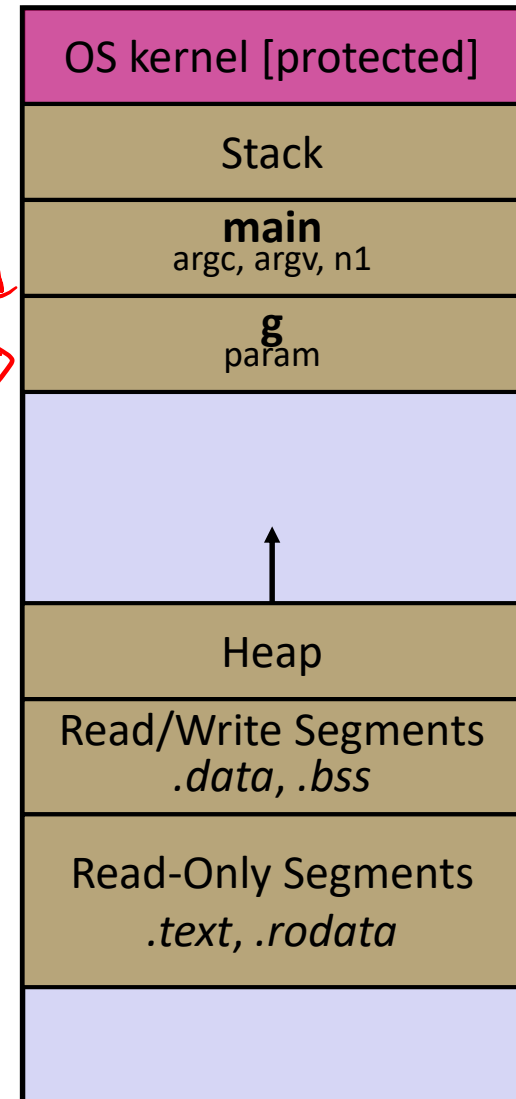 OS kernel [protected]
Stack
main
argc, argv, n1
g
param
Heap
Read/Write Segments
.data, .bss
Read-Only Segments
.text, .rodata